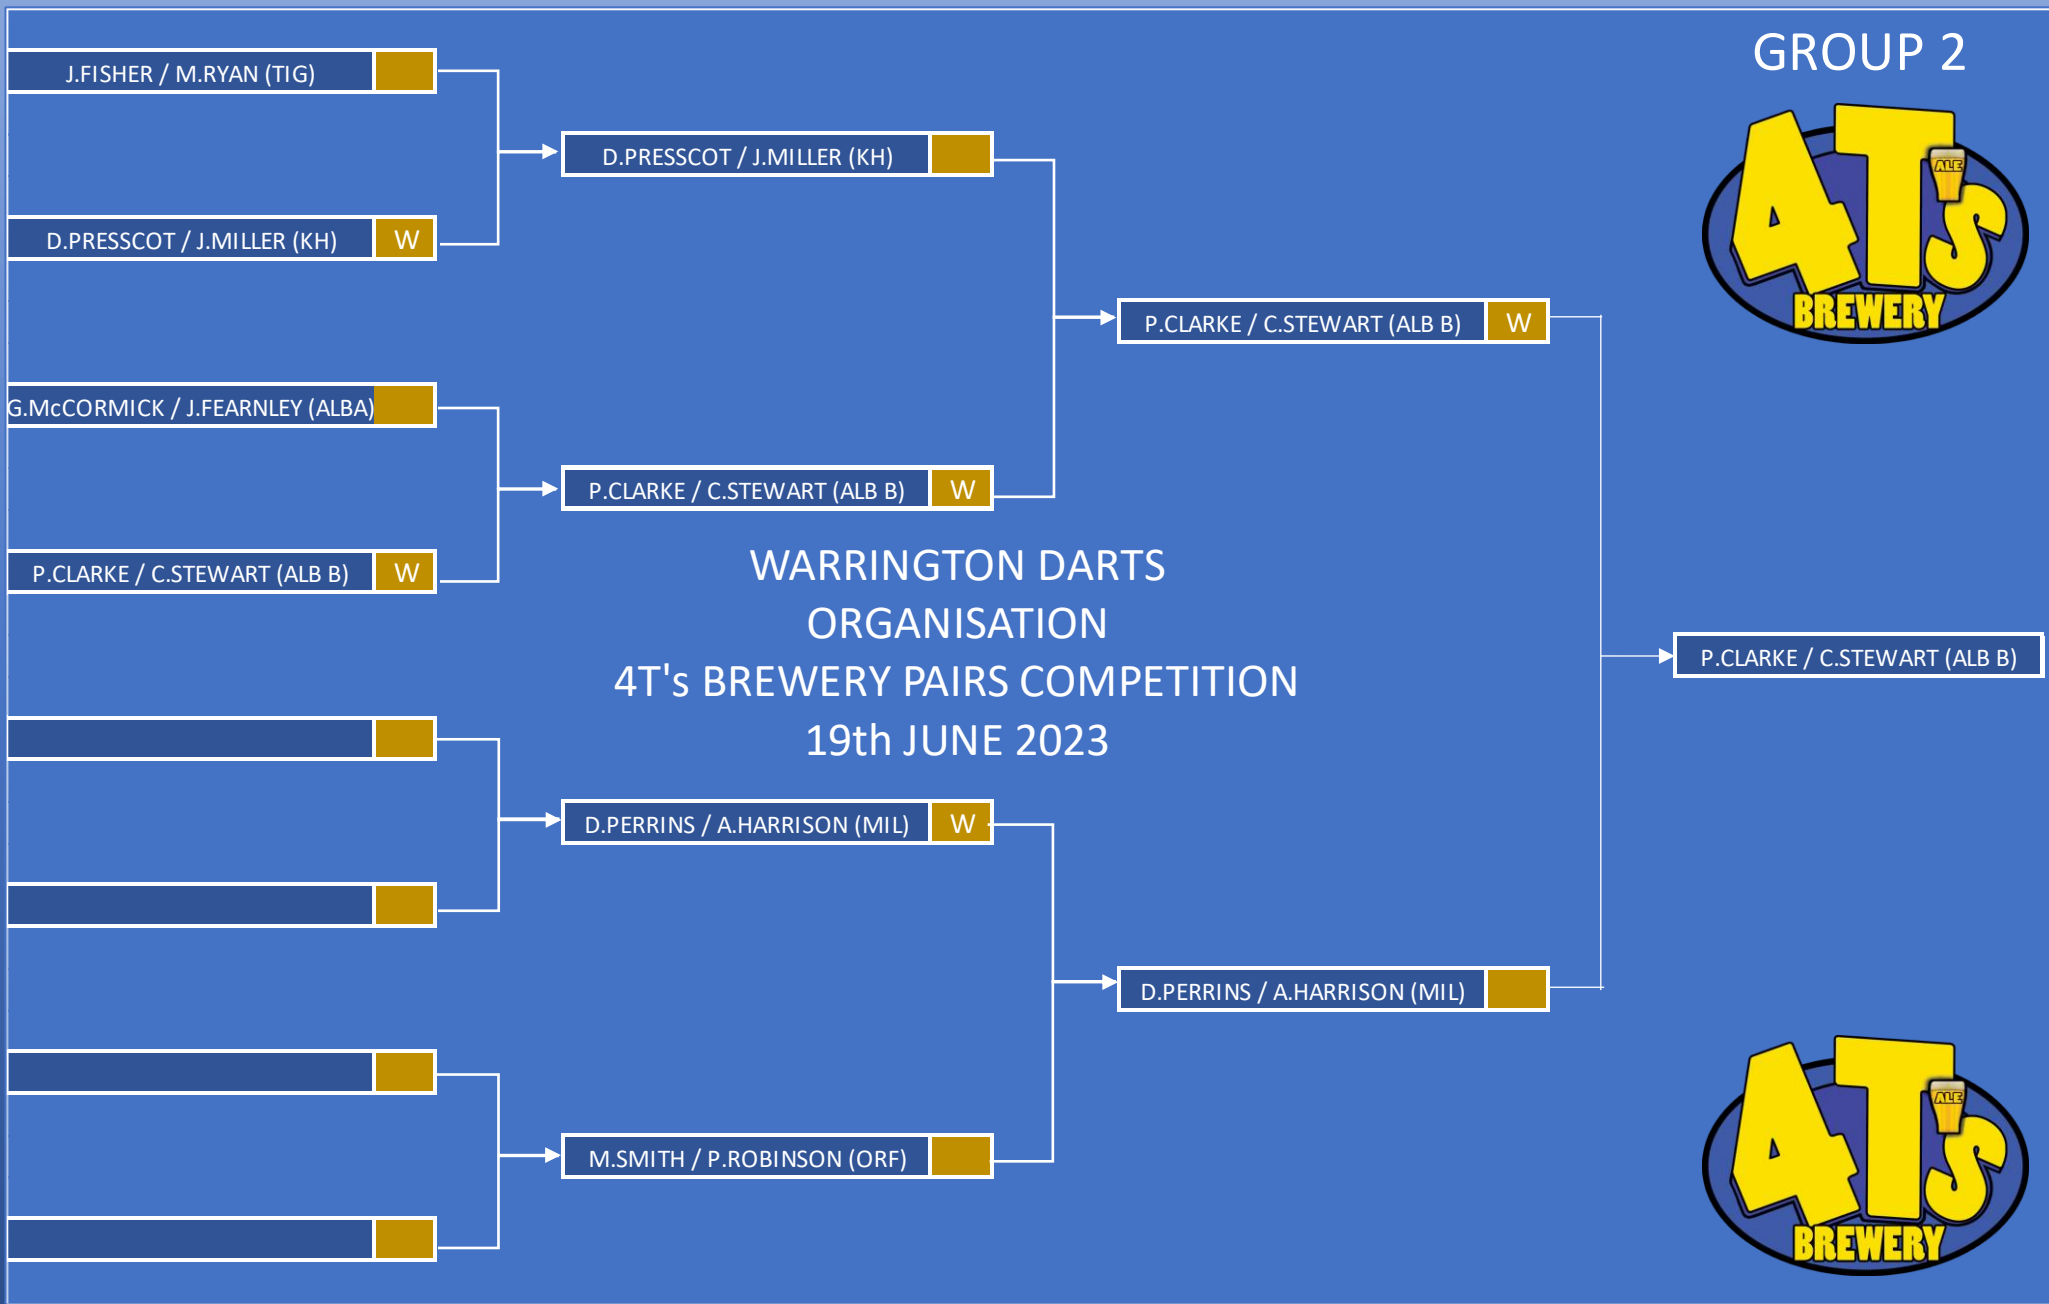 GROUP 2
4T's
ALE
BREWERY
J.FISHER / M.RYAN (TIG)
D.PRESSCOT / J.MILLER (KH)
D.PRESSCOT / J.MILLER (KH) W
P.CLARKE / C.STEWART (ALB B) W
G.McCORMICK / J.FEARNLEY (ALBA)
P.CLARKE / C.STEWART (ALB B) W
P.CLARKE / C.STEWART (ALB B) W
WARRINGTON DARTS
ORGANISATION
4T's BREWERY PAIRS COMPETITION
19th JUNE 2023
P.CLARKE / C.STEWART (ALB B)
D.PERRINS / A.HARRISON (MIL) W
D.PERRINS / A.HARRISON (MIL)
M.SMITH / P.ROBINSON (ORF)
4T's
ALE
BREWERY